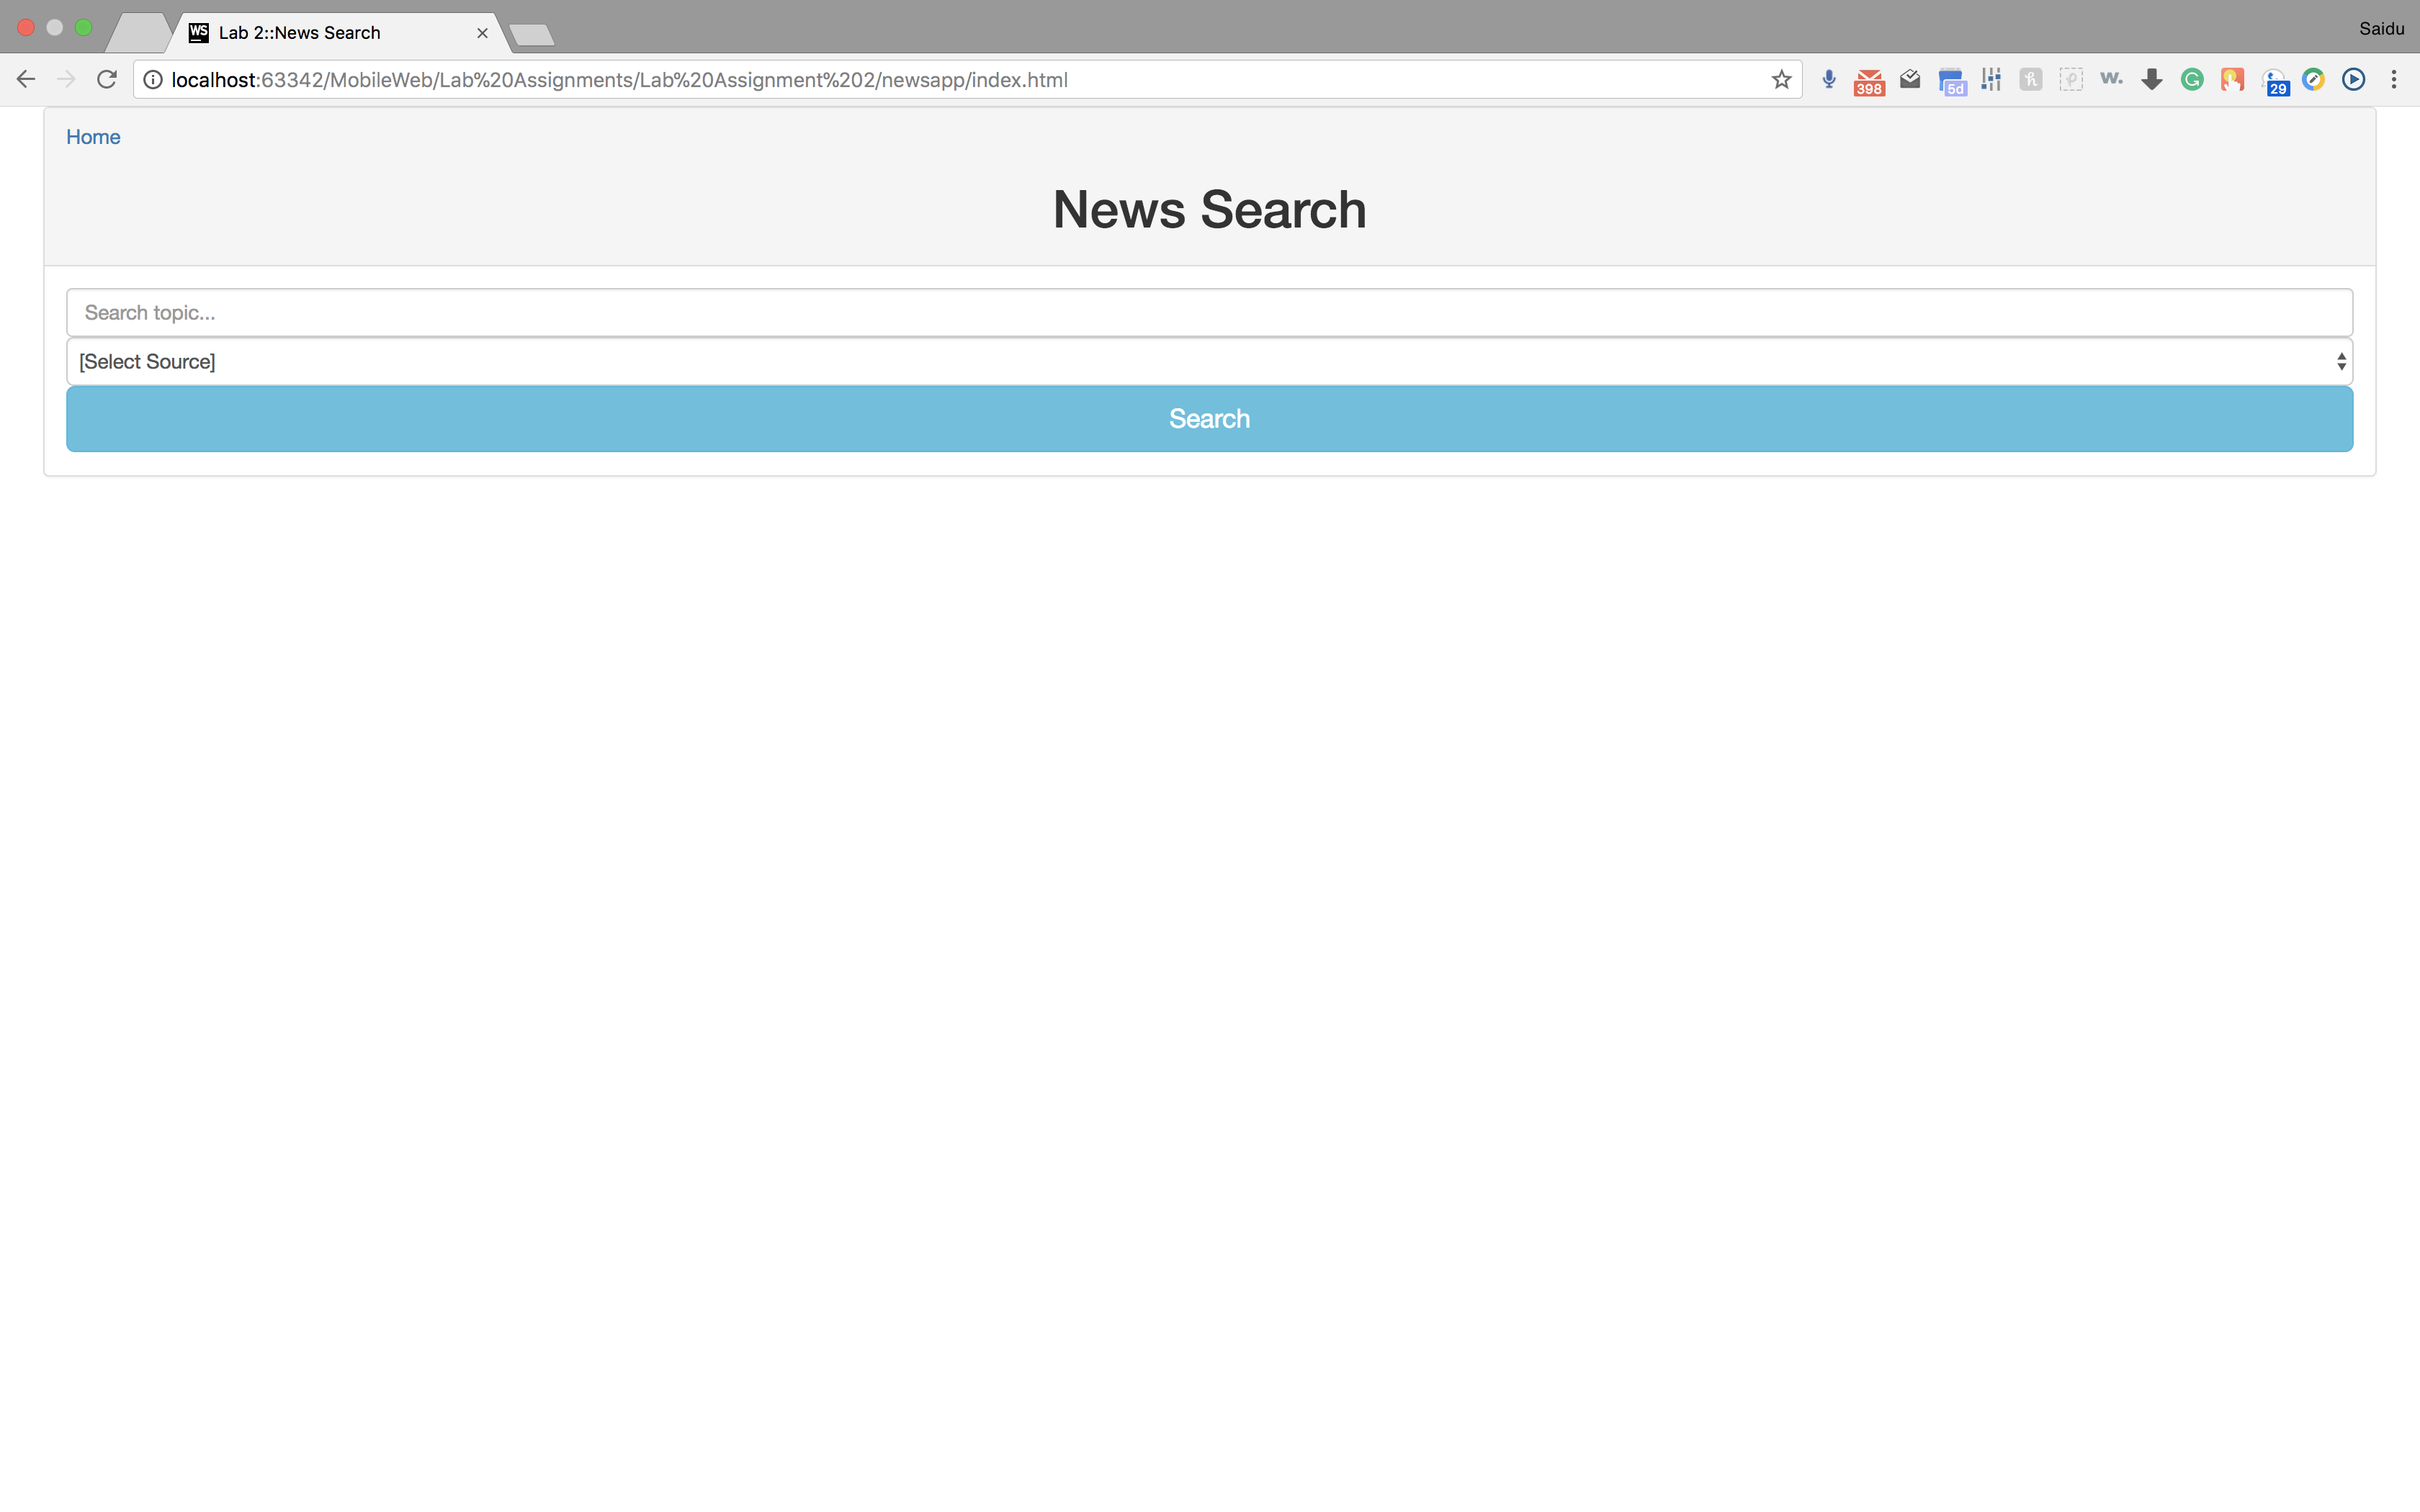 WS Lab 2::News Search
Saidu
localhost:63342/MobileWeb/Lab%20Assignments/Lab%20Assignment%202/newsapp/index.html
398
5d
w.
29
Home
News Search
Search topic...
[Select Source]
Search